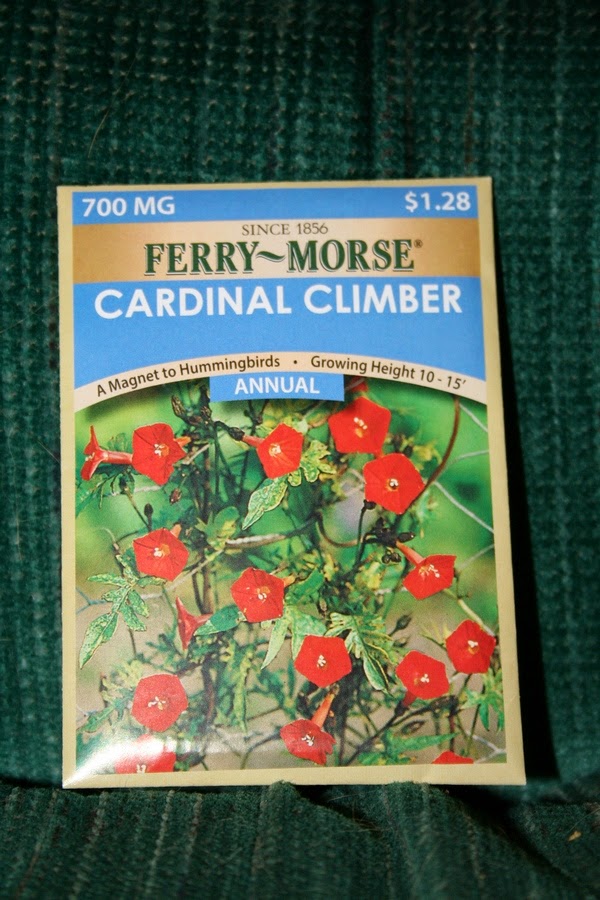 700 MG $1.28
SINCE 1856
FERRY~MORSE®
CARDINAL CLIMBER
A Magnet to Hummingbirds • Growing Height 10 - 15'
ANNUAL